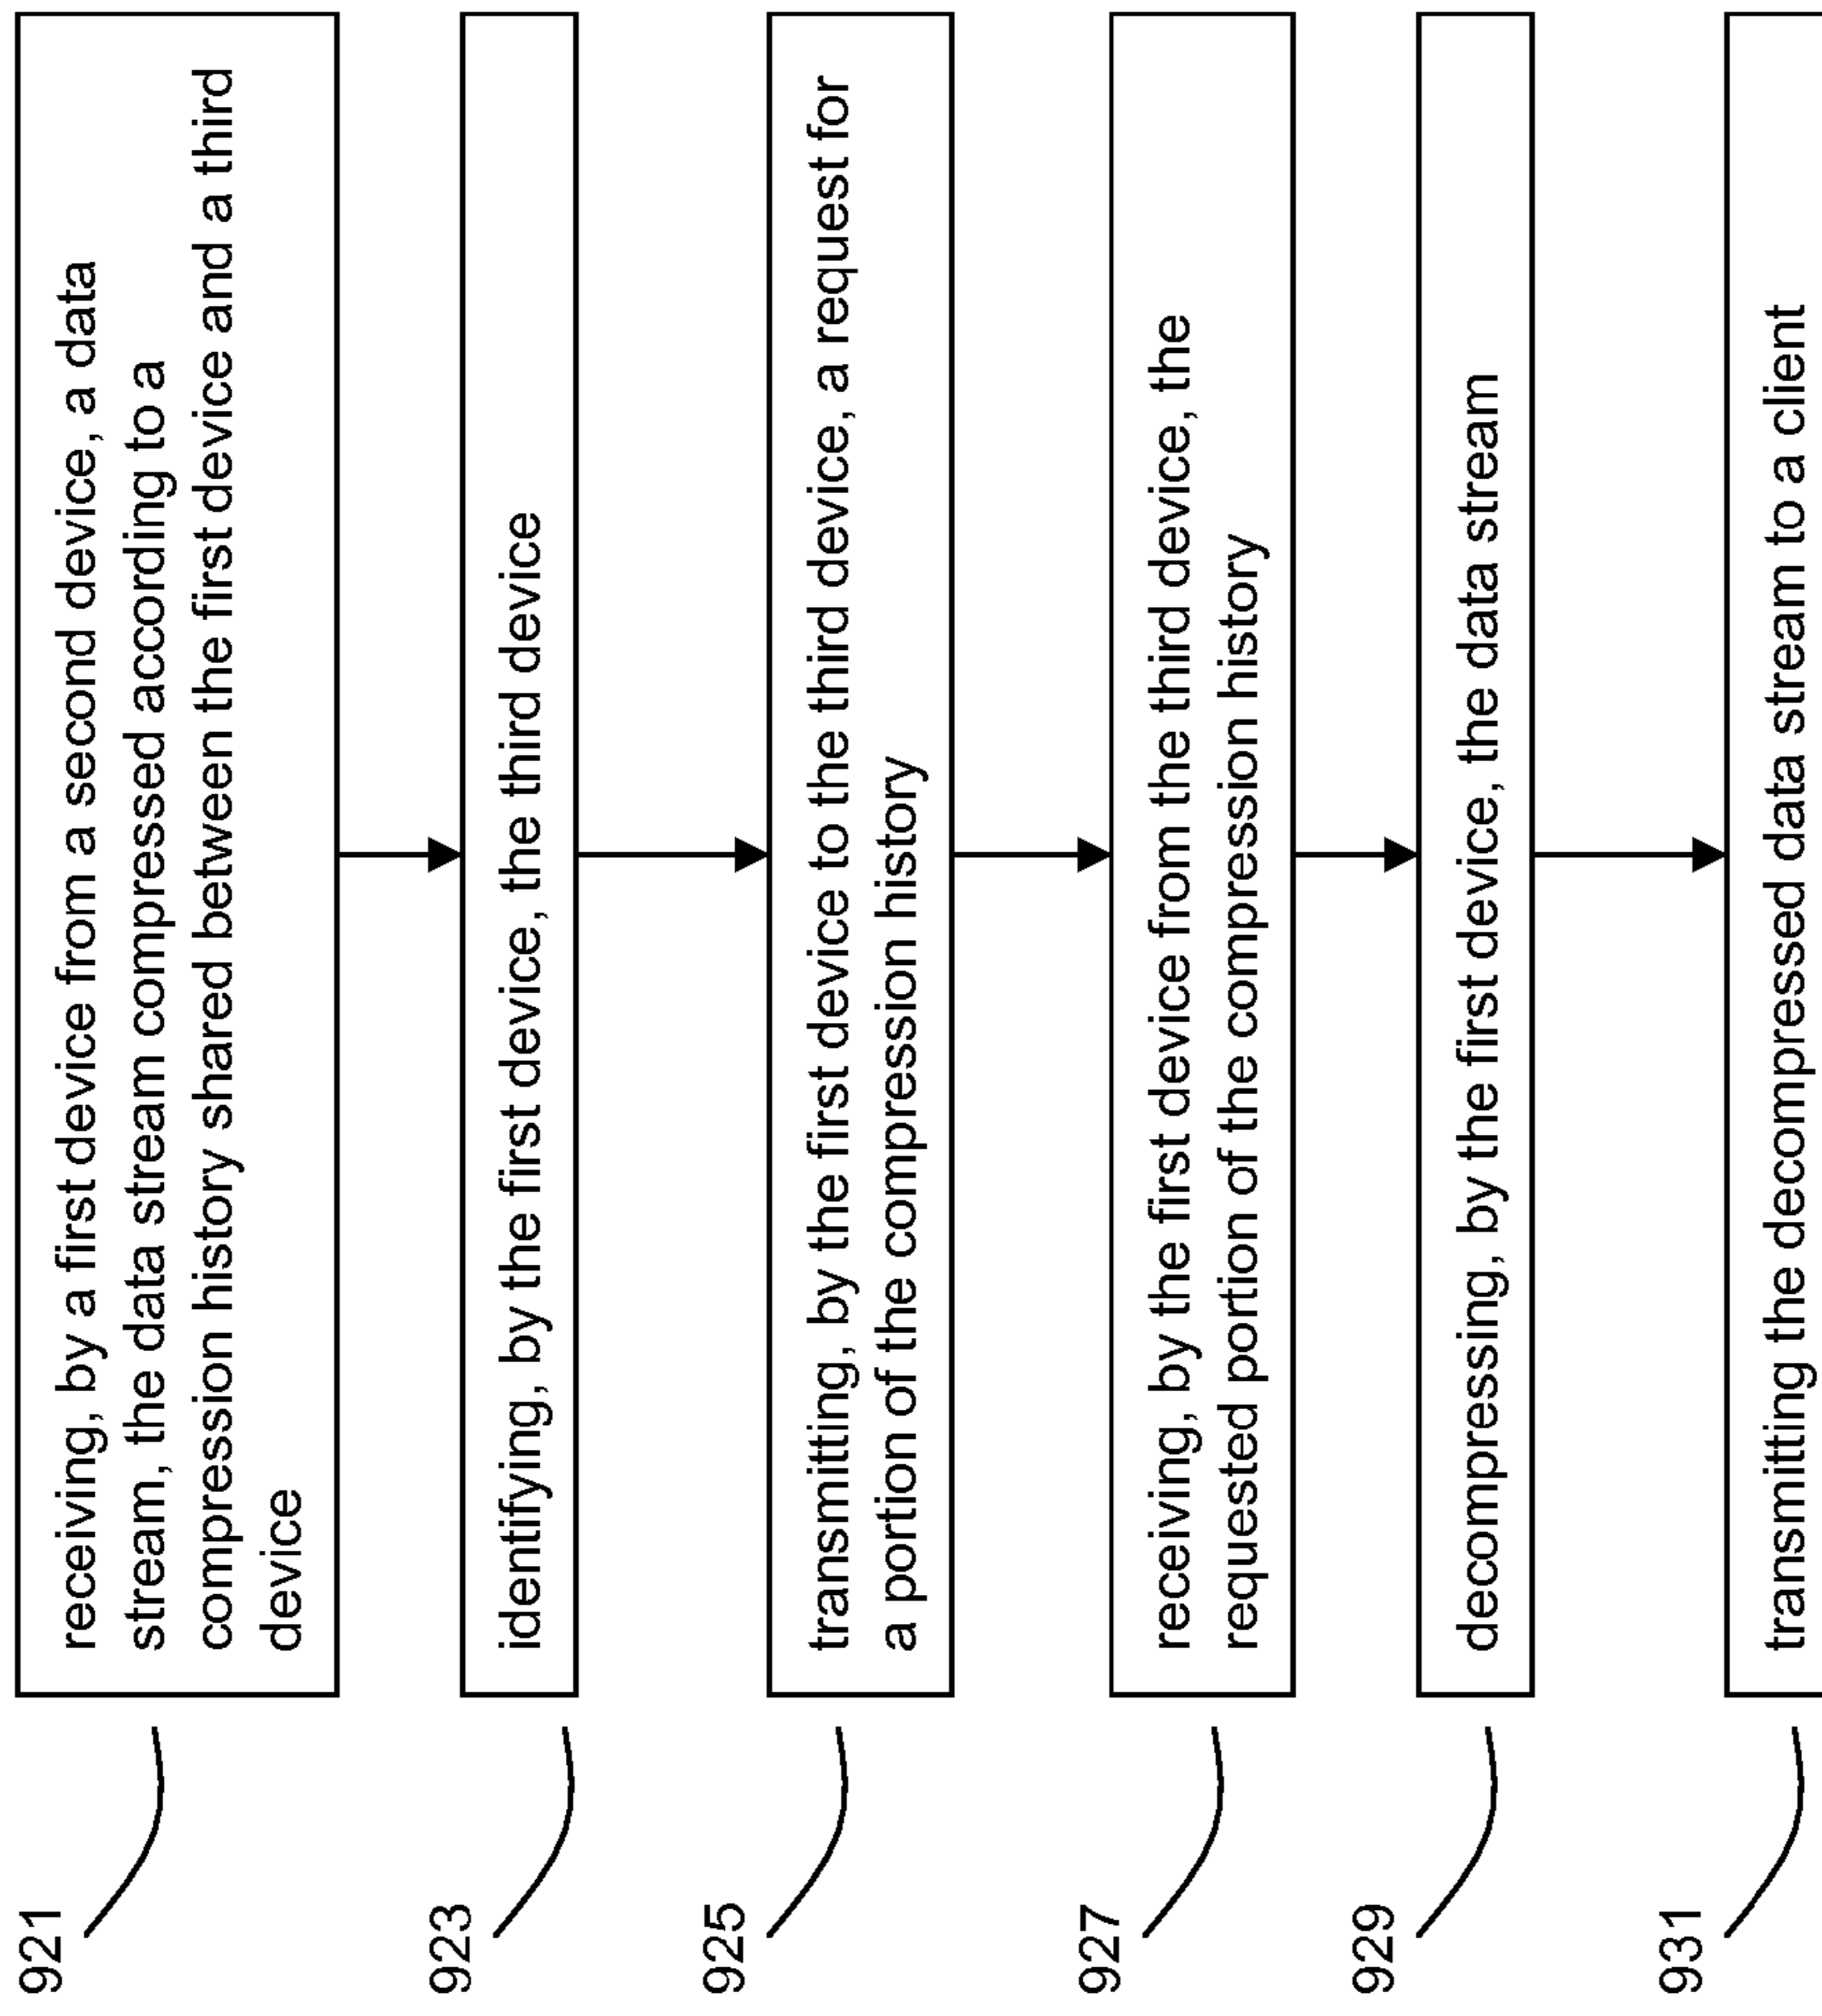 921
receiving, by a first device from a second device, a data
stream, the data stream compressed according to a
compression history shared between the first device and a third
device
923
identifying, by the first device, the third device
925
transmitting, by the first device to the third device, a request for
a portion of the compression history
927
receiving, by the first device from the third device, the
requested portion of the compression history
929
decompressing, by the first device, the data stream
931
transmitting the decompressed data stream to a client